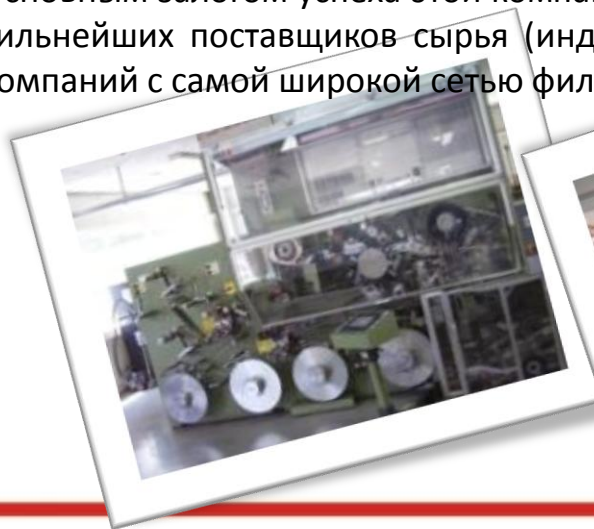 сновным залогом успеха этой компа
ильнейших поставщиков сырья (инд
омпаний с самой широкой сетью фил